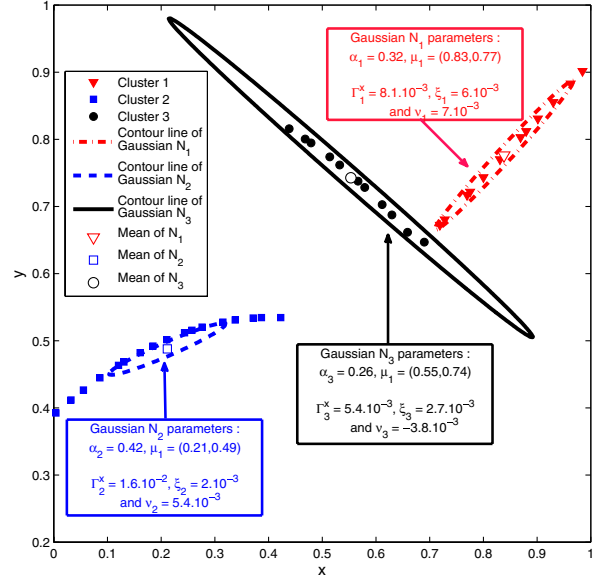 1
0.9
0.8
0.7
0.6
0.5
0.4
0.3
0.2
y
0
0.1
0.2
0.3
0.4
0.5
0.6
0.7
0.8
0.9
1
x
Cluster 1
Cluster 2
Cluster 3
Contour line of
Gaussian N₁
Contour line of
Gaussian N₂
Contour line of
Gaussian N₃
Mean of N₁
Mean of N₂
Mean of N₃
Gaussian N₁ parameters :
α₁ = 0.32, μ₁ = (0.83,0.77)
Γ₁ˣ = 8.1.10⁻³, ξ₁ = 6.10⁻³
and ν₁ = 7.10⁻³
Gaussian N₃ parameters :
α₃ = 0.26, μ₁ = (0.55,0.74)
Γ₃ˣ = 5.4.10⁻³, ξ₃ = 2.7.10⁻³
and ν₃ = −3.8.10⁻³
Gaussian N₂ parameters :
α₂ = 0.42, μ₁ = (0.21,0.49)
Γ₂ˣ = 1.6.10⁻², ξ₂ = 2.10⁻³
and ν₂ = 5.4.10⁻³